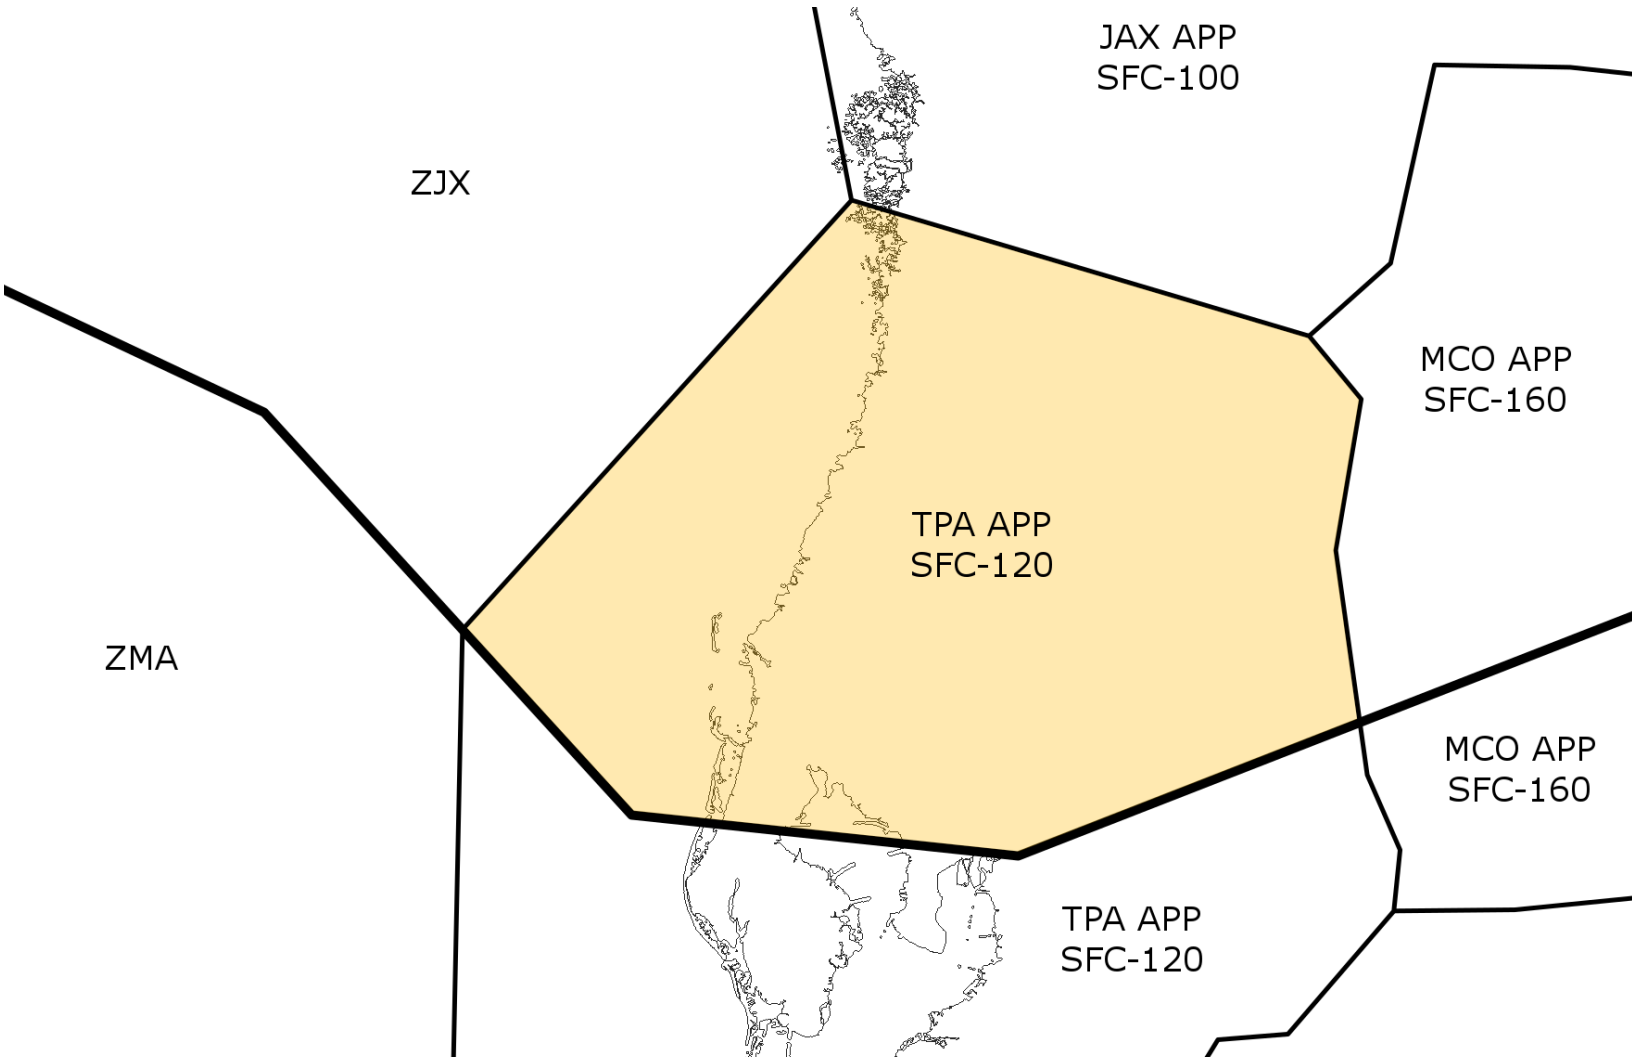 JAX APP
SFC-100
ZJX
MCO APP
SFC-160
TPA APP
SFC-120
ZMA
MCO APP
SFC-160
TPA APP
SFC-120